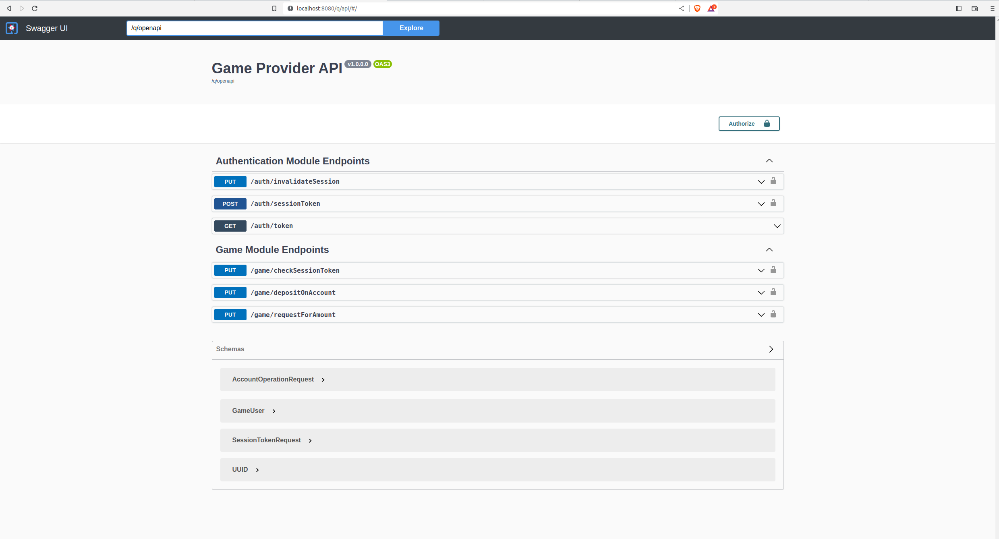 localhost:8080/q/api/#/
1
Swagger UI
/q/openapi
Explore
Game Provider API v1.0.0.0 OAS3
/q/openapi
Authorize
Authentication Module Endpoints
PUT /auth/invalidateSession
POST /auth/sessionToken
GET /auth/token
Game Module Endpoints
PUT /game/checkSessionToken
PUT /game/depositOnAccount
PUT /game/requestForAmount
Schemas
AccountOperationRequest
GameUser
SessionTokenRequest
UUID